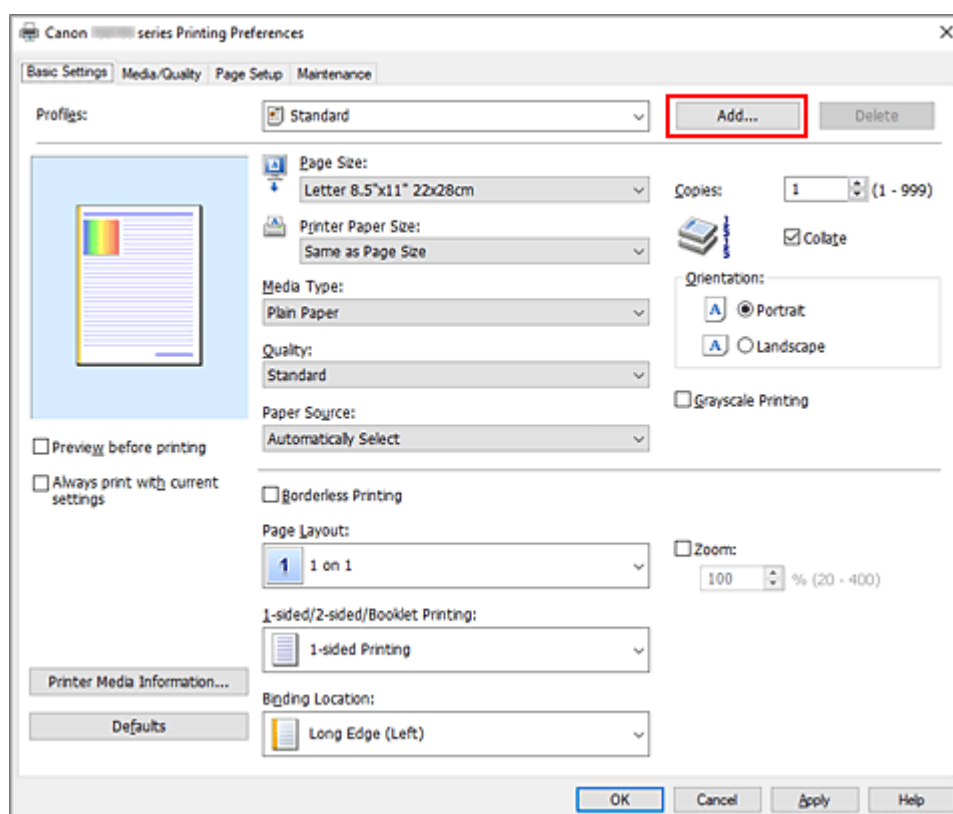 Canon series Printing Preferences
Basic Settings Media/Quality Page Setup Maintenance
Profiles: Standard Add... Delete
Page Size:
Letter 8.5"x11" 22x28cm
Copies: 1 (1 - 999)
Printer Paper Size:
Same as Page Size
Collate
Media Type:
Plain Paper
Orientation:
A Portrait
A Landscape
Quality:
Standard
Grayscale Printing
Paper Source:
Automatically Select
Preview before printing
Always print with current
settings
Borderless Printing
Page Layout:
1 1 on 1
Zoom:
100 % (20 - 400)
1-sided/2-sided/Booklet Printing:
1-sided Printing
Printer Media Information...
Defaults
Binding Location:
Long Edge (Left)
OK Cancel Apply Help